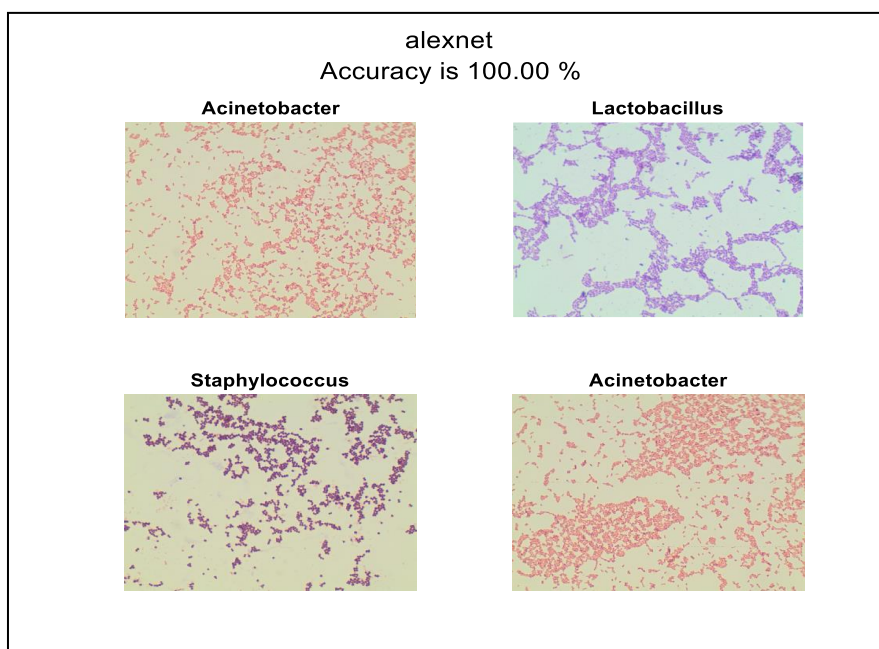 alexnet
Accuracy is 100.00 %
Acinetobacter
Lactobacillus
Staphylococcus
Acinetobacter